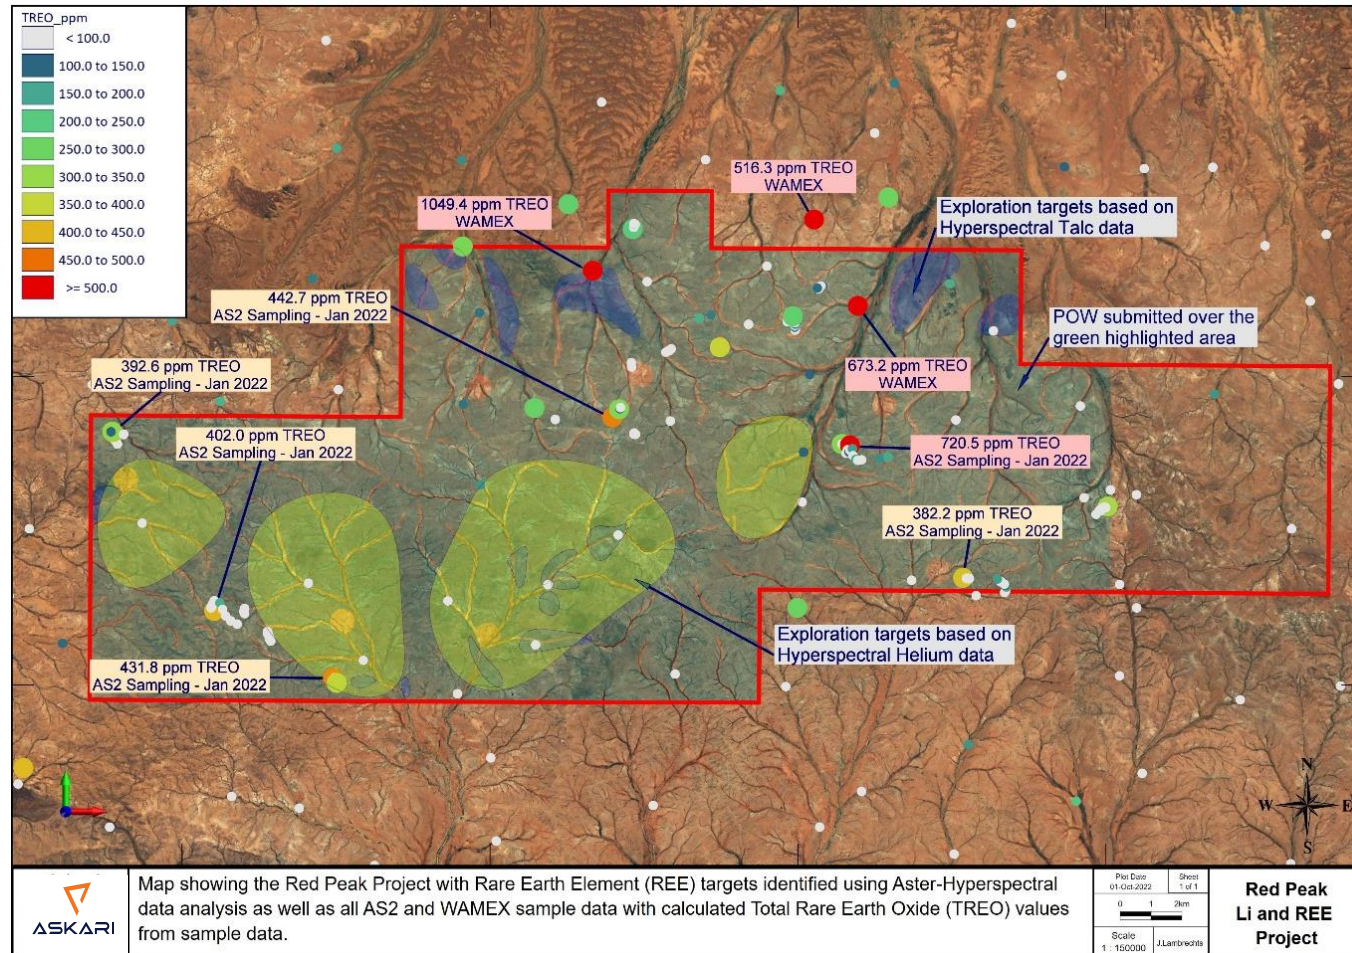 TREO_ppm
< 100.0
100.0 to 150.0
150.0 to 200.0
200.0 to 250.0
250.0 to 300.0
300.0 to 350.0
350.0 to 400.0
400.0 to 450.0
450.0 to 500.0
>= 500.0
516.3 ppm TREO
WAMEX
1049.4 ppm TREO
WAMEX
Exploration targets based on
Hyperspectral Talc data
442.7 ppm TREO
AS2 Sampling - Jan 2022
POW submitted over the
green highlighted area
392.6 ppm TREO
AS2 Sampling - Jan 2022
673.2 ppm TREO
WAMEX
402.0 ppm TREO
AS2 Sampling - Jan 2022
720.5 ppm TREO
AS2 Sampling - Jan 2022
382.2 ppm TREO
AS2 Sampling - Jan 2022
Exploration targets based on
Hyperspectral Helium data
431.8 ppm TREO
AS2 Sampling - Jan 2022
N
W E
S
ASKARI
Map showing the Red Peak Project with Rare Earth Element (REE) targets identified using Aster-Hyperspectral
data analysis as well as all AS2 and WAMEX sample data with calculated Total Rare Earth Oxide (TREO) values
from sample data.
Plot Date
01-Oct-2022
Sheet
1 of 1
0 1 2km
Scale
1 : 150000
J.Lambrechts
Red Peak
Li and REE
Project